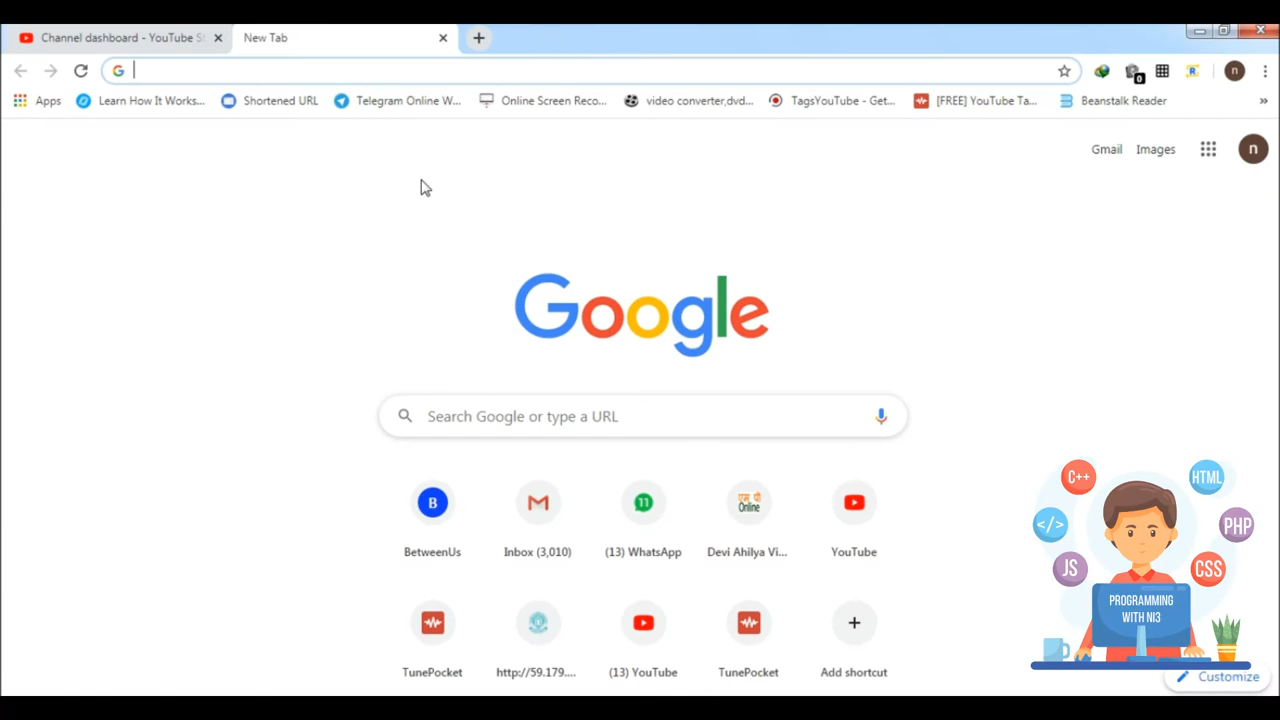 Channel dashboard - YouTube S
New Tab
Apps
Learn How It Works...
Shortened URL
Telegram Online W...
Online Screen Reco...
video converter,dvd...
TagsYouTube - Get...
[FREE] YouTube Ta...
Beanstalk Reader
»
0
n
Gmail
Images
n
Google
Search Google or type a URL
B
11
एम पी
Online
BetweenUs
Inbox (3,010)
(13) WhatsApp
Devi Ahilya Vi...
YouTube
TunePocket
http://59.179....
(13) YouTube
TunePocket
Add shortcut
C++
HTML
</>
PHP
JS
CSS
PROGRAMMING
WITH NI3
Customize